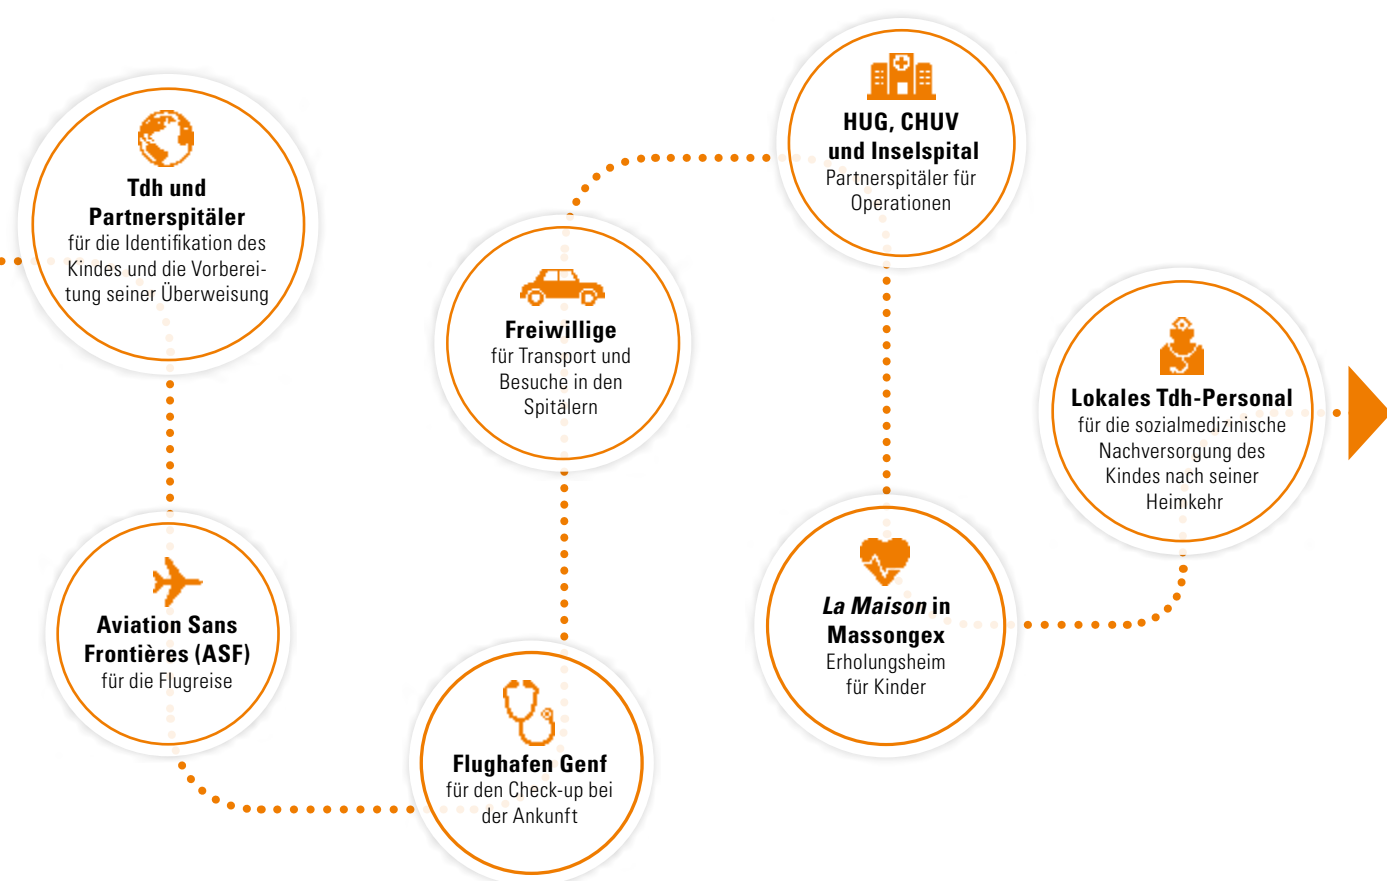 Tdh und
Partnerspitäler
für die Identifikation des
Kindes und die Vorberei-
tung seiner Überweisung
Aviation Sans
Frontières (ASF)
für die Flugreise
Flughafen Genf
für den Check-up bei
der Ankunft
Freiwillige
für Transport und
Besuche in den
Spitälern
HUG, CHUV
und Inselspital
Partnerspitäler für
Operationen
La Maison in
Massongex
Erholungsheim
für Kinder
Lokales Tdh-Personal
für die sozialmedizinische
Nachversorgung des
Kindes nach seiner
Heimkehr